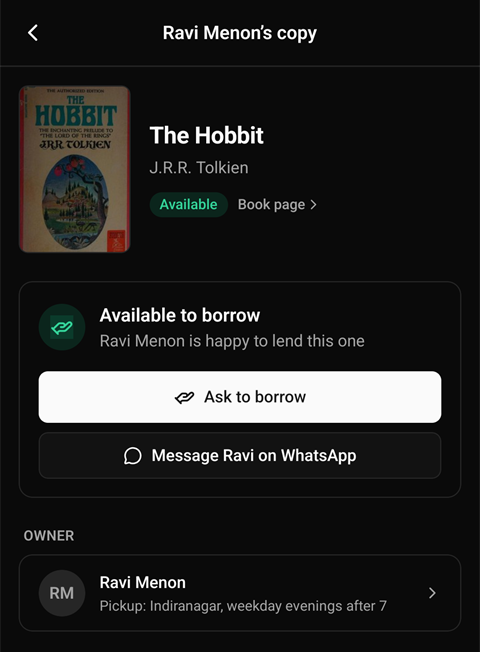 Ravi Menon’s copy
THE AUTHORIZED EDITION
THE
HOBBIT
THE ENCHANTING PRELUDE TO
"THE LORD OF THE RINGS"
J.R.R. TOLKIEN
The Hobbit
J.R.R. Tolkien
Available
Book page
Available to borrow
Ravi Menon is happy to lend this one
Ask to borrow
Message Ravi on WhatsApp
OWNER
RM
Ravi Menon
Pickup: Indiranagar, weekday evenings after 7